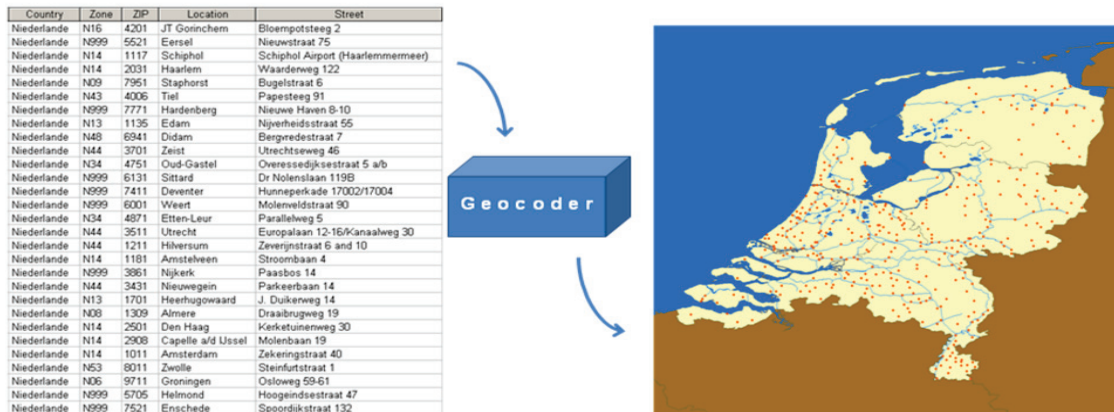 Country Zone ZIP Location Street
Niederlande N16 4201 JT Gorinchem Bloempotsteeg 2
Niederlande N999 5521 Eersel Nieuwstraat 75
Niederlande N14 1117 Schiphol Schiphol Airport (Haarlemmermeer)
Niederlande N14 2031 Haarlem Waarderweg 122
Niederlande N09 7951 Staphorst Bugelstraat 6
Niederlande N43 4006 Tiel Papesteeg 91
Niederlande N999 7771 Hardenberg Nieuwe Haven 8-10
Niederlande N13 1135 Edam Nijverheidsstraat 55
Niederlande N48 6941 Didam Bergvredestraat 7
Niederlande N44 3701 Zeist Utrechtseweg 46
Niederlande N34 4751 Oud-Gastel Overessedijksestraat 5 a/b
Niederlande N999 6131 Sittard Dr Nolenslaan 119B
Niederlande N999 7411 Deventer Hunneperkade 17002/17004
Niederlande N999 6001 Weert Molenveldstraat 90
Niederlande N34 4871 Etten-Leur Parallelweg 5
Niederlande N44 3511 Utrecht Europalaan 12-16/Kanaalweg 30
Niederlande N44 1211 Hilversum Zeverijnstraat 6 and 10
Niederlande N14 1181 Amstelveen Stroombaan 4
Niederlande N999 3861 Nijkerk Paasbos 14
Niederlande N44 3431 Nieuwegein Parkeerbaan 14
Niederlande N13 1701 Heerhugowaard J. Duikerweg 14
Niederlande N08 1309 Almere Draaibrugweg 19
Niederlande N14 2501 Den Haag Kerketuinenweg 30
Niederlande N14 2908 Capelle a/d IJssel Molenbaan 19
Niederlande N14 1011 Amsterdam Zekeringstraat 40
Niederlande N53 8011 Zwolle Steinfurtstraat 1
Niederlande N06 9711 Groningen Osloweg 59-61
Niederlande N999 5705 Helmond Hoogeindsestraat 47
Niederlande N999 7521 Enschede Spoordijkstraat 132
Geocoder